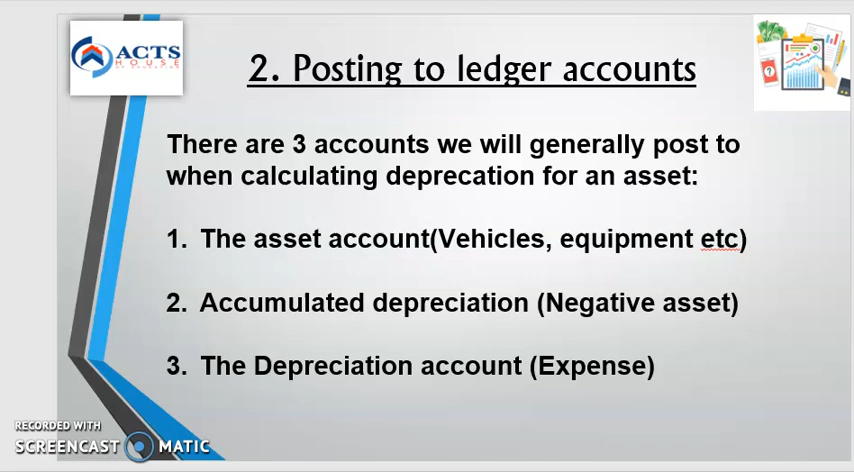 ACTS
HOUSE
OF EDUCATION
2. Posting to ledger accounts
There are 3 accounts we will generally post to
when calculating deprecation for an asset:
1. The asset account(Vehicles, equipment etc)
2. Accumulated depreciation (Negative asset)
3. The Depreciation account (Expense)
RECORDED WITH
SCREENCAST MATIC